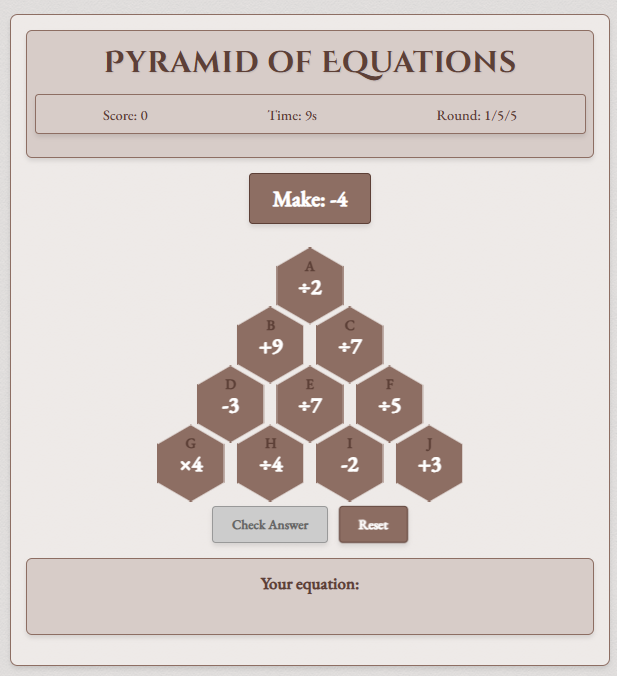 Pyramid of Equations
Score: 0 Time: 9s Round: 1/5/5
Make: -4
A
÷2
B C
+9 ÷7
D E F
-3 ÷7 ÷5
G H I J
×4 ÷4 -2 +3
Check Answer Reset
Your equation: